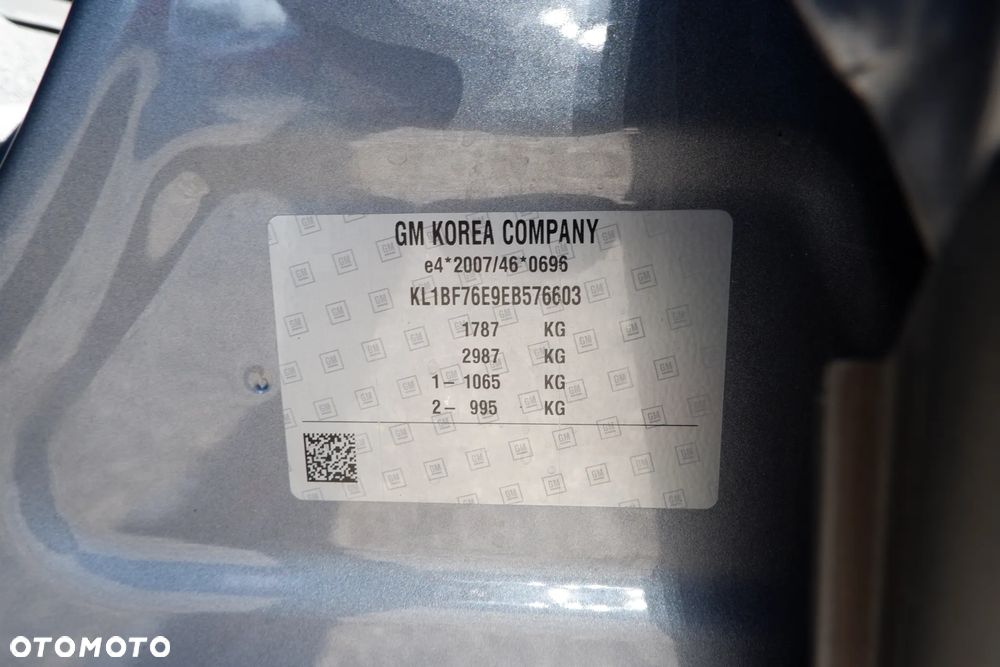 GM KOREA COMPANY
e4*2007/46*0696
KL1BF76E9EB576603
1787 KG
2987 KG
1– 1065 KG
2– 995 KG
OTOMOTO